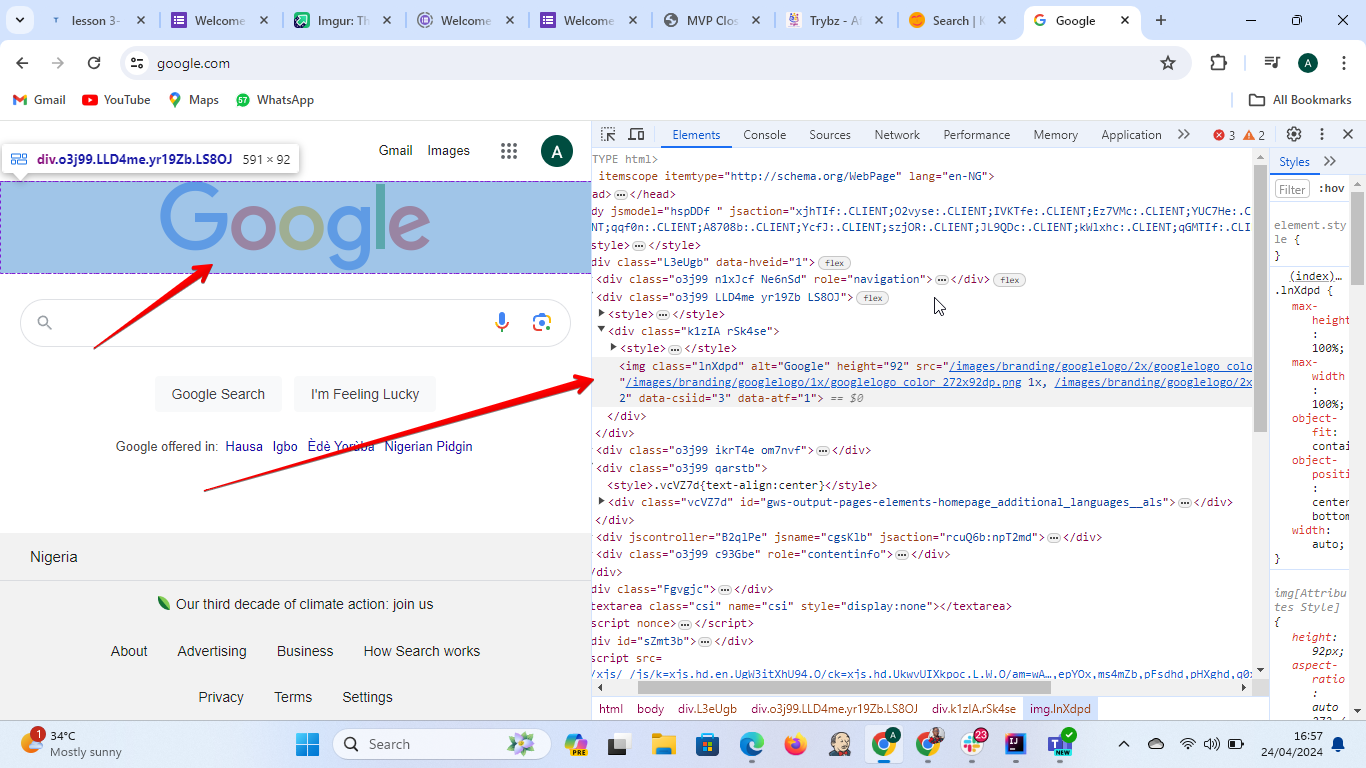 lesson 3-
Welcome
Imgur: Th
Welcome
Welcome
MVP Clos
Trybz - Af
Search | K
Google
google.com
A
Gmail
YouTube
Maps
WhatsApp
All Bookmarks
div.o3j99.LLD4me.yr19Zb.LS8OJ 591 × 92
Gmail Images
A
Google
Google Search
I'm Feeling Lucky
Google offered in: Hausa Igbo Èdè Yorùbá Nigerian Pidgin
Nigeria
Our third decade of climate action: join us
About Advertising Business How Search works
Privacy Terms Settings
Elements Console Sources Network Performance Memory Application 3 2
TYPE html>
itemscope itemtype="http://schema.org/WebPage" lang="en-NG">
ad> </head>
dy jsmodel="hspDDf " jsaction="xjhTIf:.CLIENT;O2vyse:.CLIENT;IVKTfe:.CLIENT;Ez7VMc:.CLIENT;YUC7He:.C
NT;qqf0n:.CLIENT;A8708b:.CLIENT;YcfJ:.CLIENT;szjOR:.CLIENT;JL9QDc:.CLIENT;kWlxhc:.CLIENT;qGMTIf:.CLI
style> </style>
div class="L3eUgb" data-hveid="1"> flex
<div class="o3j99 n1xJcf Ne6nSd" role="navigation"> </div> flex
<div class="o3j99 LLD4me yr19Zb LS8OJ"> flex
<style> </style>
<div class="k1zIA rSk4se">
<style> </style>
<img class="lnXdpd" alt="Google" height="92" src="/images/branding/googlelogo/2x/googlelogo_colo
"/images/branding/googlelogo/1x/googlelogo_color_272x92dp.png 1x, /images/branding/googlelogo/2x
2" data-csiid="3" data-atf="1"> == $0
</div>
</div>
<div class="o3j99 ikrT4e om7nvf"> </div>
<div class="o3j99 qarstb">
<style>.vcVZ7d{text-align:center}</style>
<div class="vcVZ7d" id="gws-output-pages-elements-homepage_additional_languages__als"> </div>
</div>
<div jscontroller="B2qlPe" jsname="cgsKlb" jsaction="rcuQ6b:npT2md"> </div>
<div class="o3j99 c93Gbe" role="contentinfo"> </div>
/div>
div class="Fgvgjc"> </div>
textarea class="csi" name="csi" style="display:none"></textarea>
script nonce> </script>
div id="sZmt3b"> </div>
script src=
/xjs/_/js/k=xjs.hd.en.UgW3itXhU94.O/ck=xjs.hd.UkwvUIXkpoc.L.W.O/am=wA…,epYOx,ms4mZb,pFsdhd,pHXghd,q0x
html body div.L3eUgb div.o3j99.LLD4me.yr19Zb.LS8OJ div.k1zIA.rSk4se img.lnXdpd
Styles
Filter :hov
element.sty
le {
}
(index)…
.lnXdpd {
max-
height
:
100%;
max-
width
:
100%;
object-
fit:
contai
object-
positi
:
center
bottom
width:
auto;
}
img[Attribu
tes Style]
{
height:
92px;
aspect-
ratio
:
auto
1
34°C
Mostly sunny
Search
A
23
NEW
16:57
24/04/2024